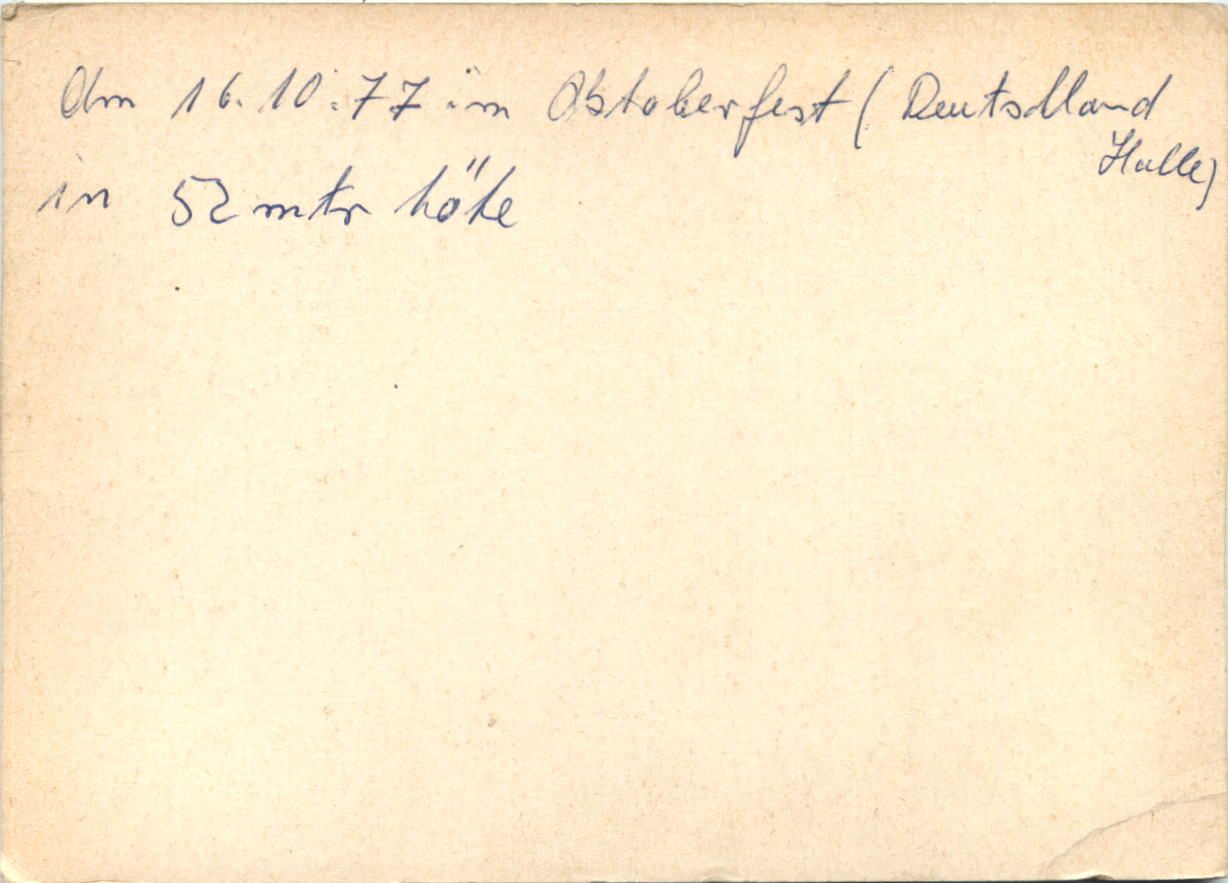 Am 16.10.77 im Oktoberfest (Deutschland
Halle)
in 52 mtr höhe